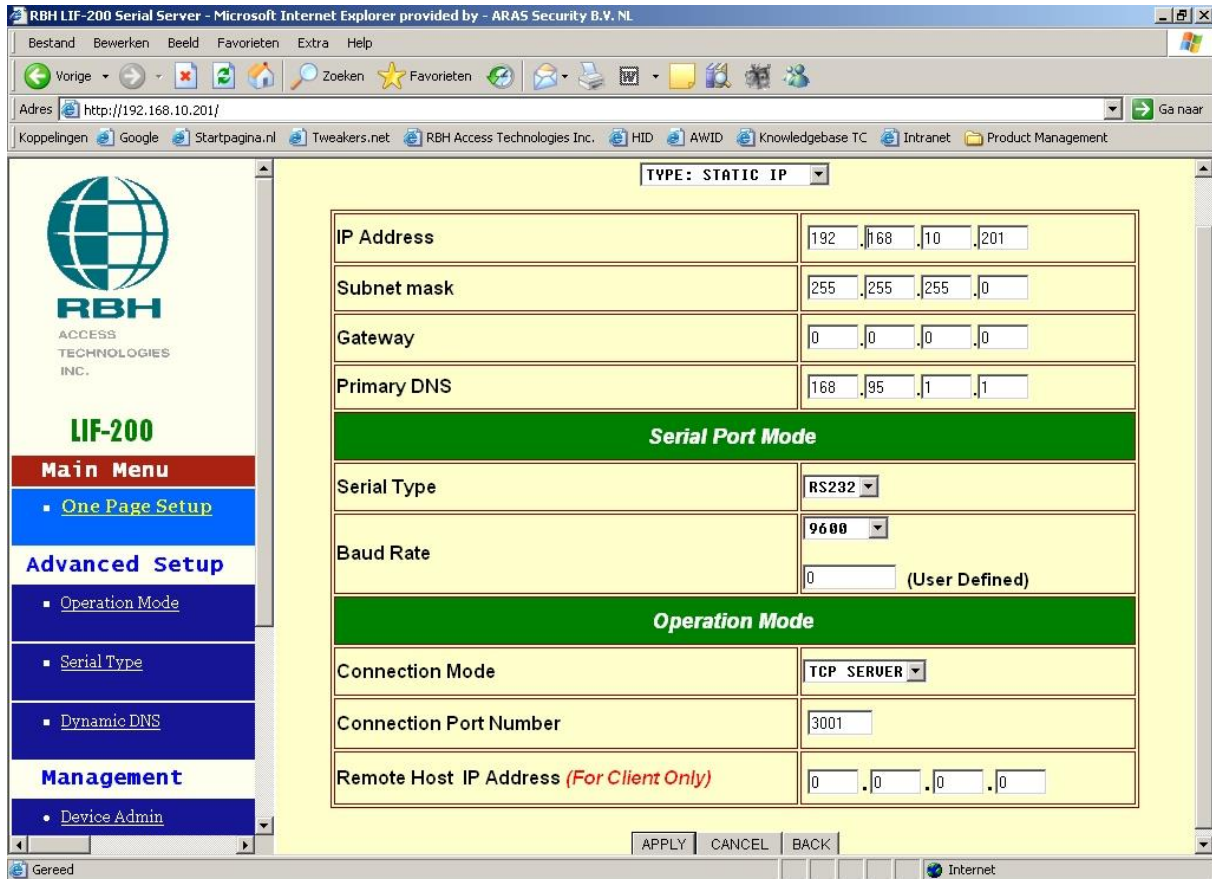 RBH LIF-200 Serial Server - Microsoft Internet Explorer provided by - ARAS Security B.V. NL
Bestand Bewerken Beeld Favorieten Extra Help
Vorige Zoeken Favorieten
Adres http://192.168.10.201/ Ga naar
Koppelingen Google Startpagina.nl Tweakers.net RBH Access Technologies Inc. HID AWID Knowledgebase TC Intranet Product Management
RBH
ACCESS
TECHNOLOGIES
INC.
LIF-200
Main Menu
One Page Setup
Advanced Setup
Operation Mode
Serial Type
Dynamic DNS
Management
Device Admin
TYPE: STATIC IP
IP Address 192 .168 .10 .201
Subnet mask 255 .255 .255 .0
Gateway 0 .0 .0 .0
Primary DNS 168 .95 .1 .1
Serial Port Mode
Serial Type RS232
Baud Rate 9600
0 (User Defined)
Operation Mode
Connection Mode TCP SERVER
Connection Port Number 3001
Remote Host IP Address (For Client Only) 0 .0 .0 .0
APPLY CANCEL BACK
Gereed Internet